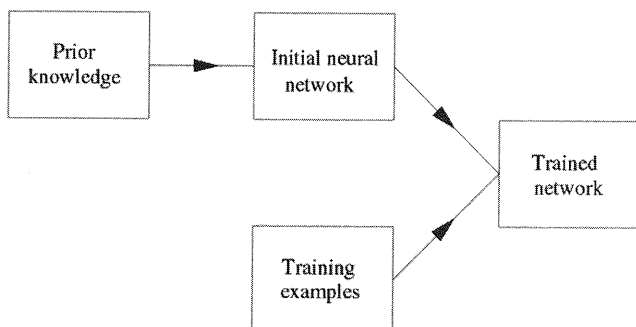 Prior
knowledge
Initial neural
network
Trained
network
Training
examples